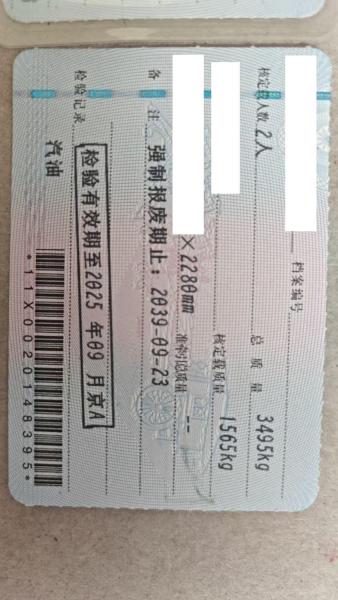 档案编号
核定载人数 2人 总质量 3495kg
核定载质量 1565kg
×2280mm 准牵引总质量 --
备注 强制报废期止：2039-09-23
检验记录 检验有效期至2025年09月京A
汽油 *11X0020148395*